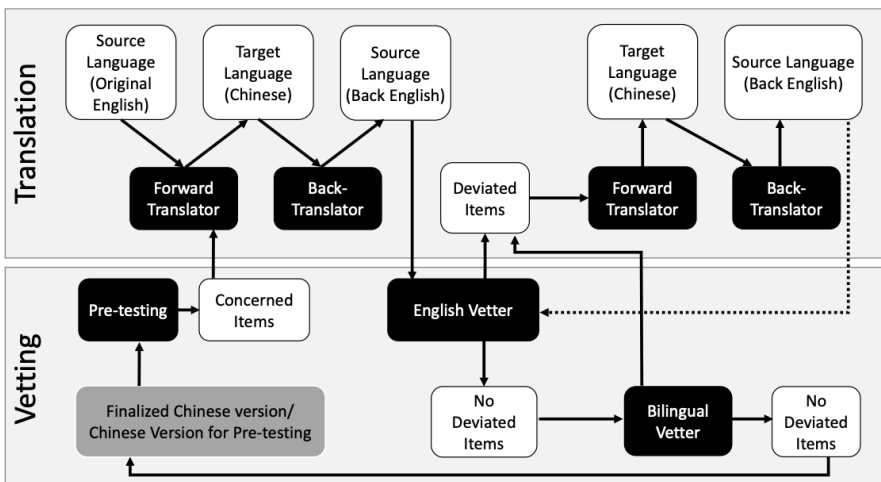 Translation
Source
Language
(Original
English)
Target
Language
(Chinese)
Source
Language
(Back English)
Target
Language
(Chinese)
Source Language
(Back English)
Forward
Translator
Back-
Translator
Deviated
Items
Forward
Translator
Back-
Translator
Vetting
Pre-testing
Concerned
Items
English Vetter
Finalized Chinese version/
Chinese Version for Pre-testing
No
Deviated
Items
Bilingual
Vetter
No
Deviated
Items